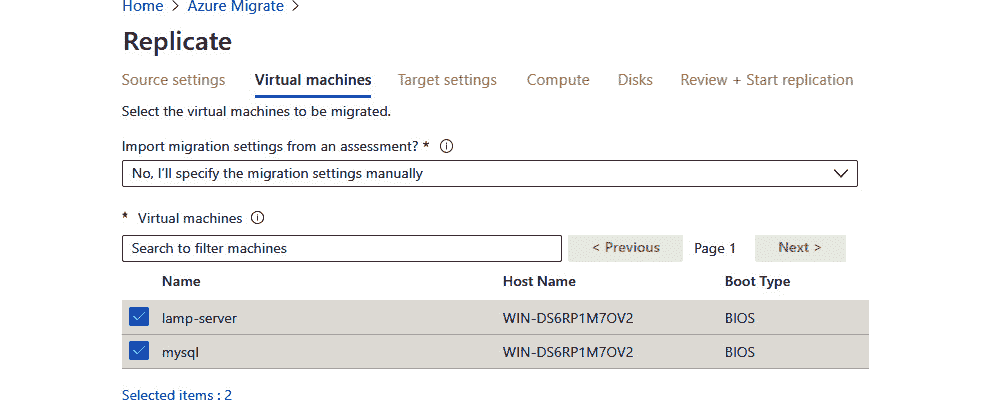 Home > Azure Migrate >
Replicate
Source settings Virtual machines Target settings Compute Disks Review + Start replication
Select the virtual machines to be migrated.
Import migration settings from an assessment? *
No, I'll specify the migration settings manually
* Virtual machines
Search to filter machines < Previous Page 1 Next >
Name Host Name Boot Type
lamp-server WIN-DS6RP1M7OV2 BIOS
mysql WIN-DS6RP1M7OV2 BIOS
Selected items : 2